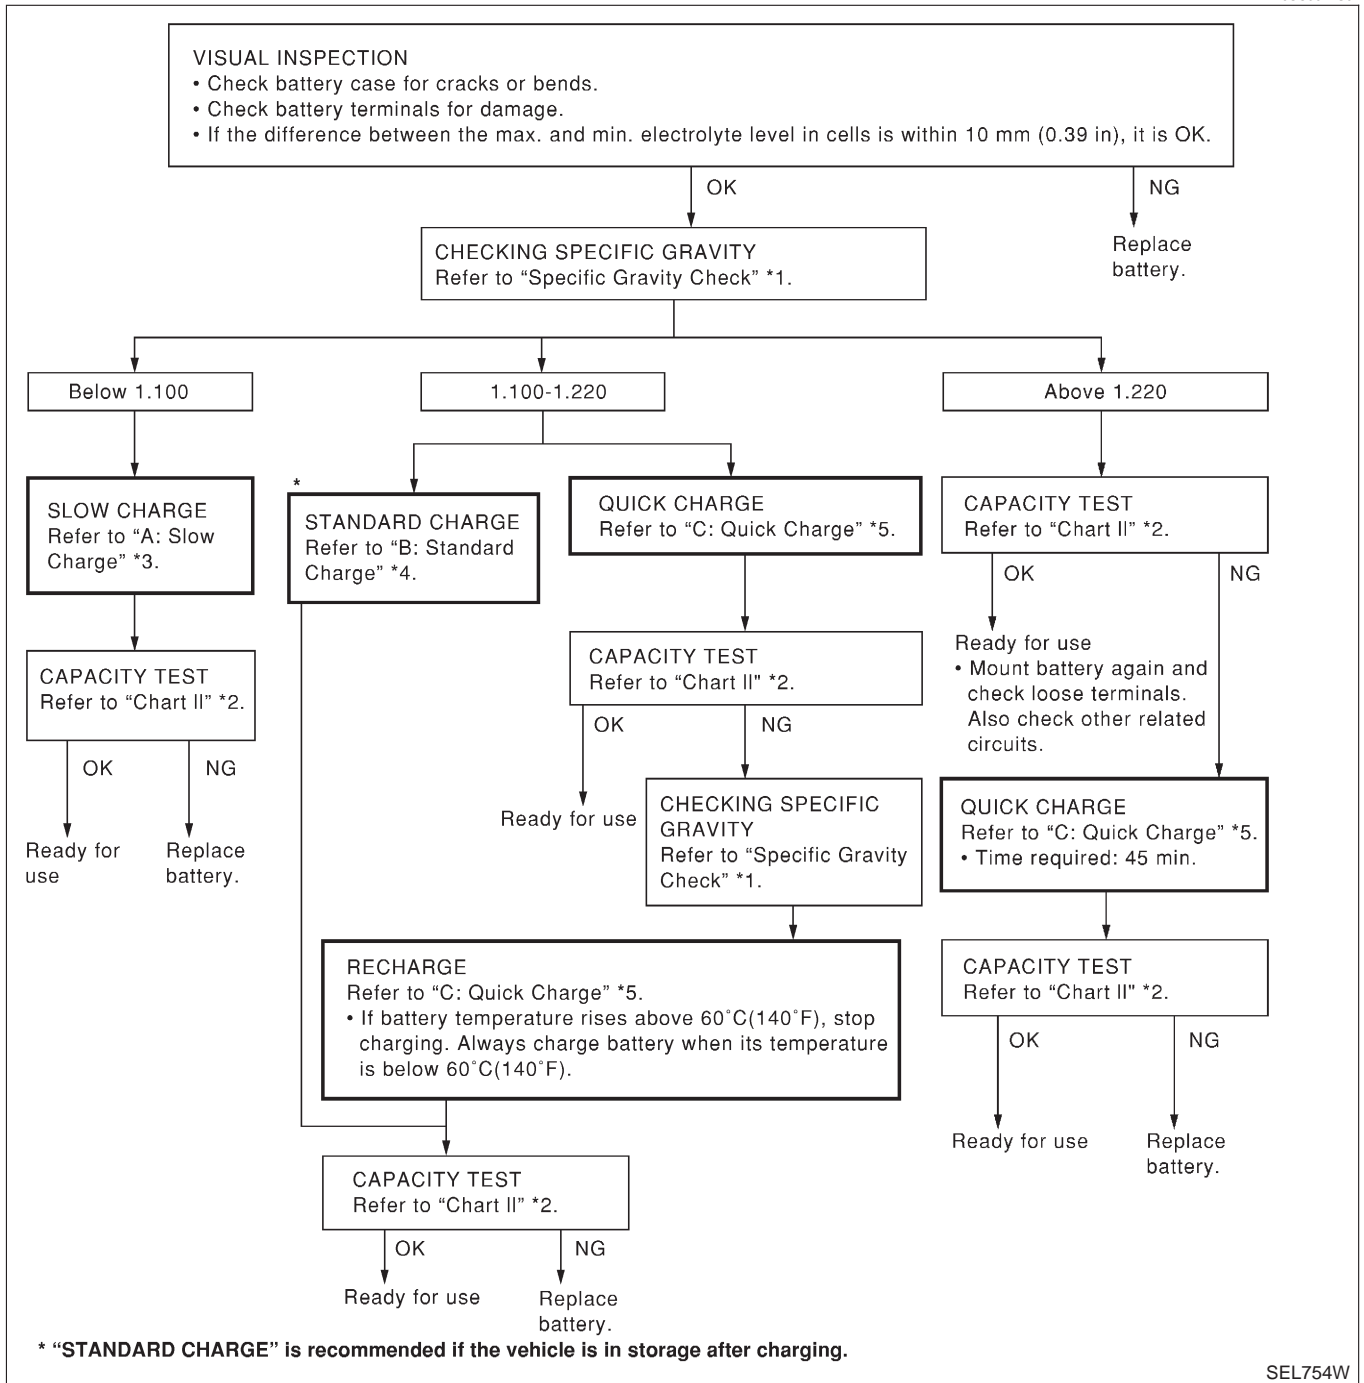 VISUAL INSPECTION
• Check battery case for cracks or bends.
• Check battery terminals for damage.
• If the difference between the max. and min. electrolyte level in cells is within 10 mm (0.39 in), it is OK.
OK
NG
Replace
battery.
CHECKING SPECIFIC GRAVITY
Refer to “Specific Gravity Check” *1.
Below 1.100
1.100-1.220
Above 1.220
SLOW CHARGE
Refer to “A: Slow
Charge” *3.
CAPACITY TEST
Refer to “Chart II” *2.
OK
NG
Ready for
use
Replace
battery.
*
STANDARD CHARGE
Refer to “B: Standard
Charge” *4.
QUICK CHARGE
Refer to “C: Quick Charge” *5.
CAPACITY TEST
Refer to “Chart II" *2.
OK
NG
Ready for use
CHECKING SPECIFIC
GRAVITY
Refer to “Specific Gravity
Check” *1.
RECHARGE
Refer to “C: Quick Charge” *5.
• If battery temperature rises above 60˚C(140˚F), stop
charging. Always charge battery when its temperature
is below 60˚C(140˚F).
CAPACITY TEST
Refer to “Chart II” *2.
OK
NG
Ready for use
Replace
battery.
CAPACITY TEST
Refer to “Chart II” *2.
OK
NG
Ready for use
• Mount battery again and
check loose terminals.
Also check other related
circuits.
QUICK CHARGE
Refer to “C: Quick Charge” *5.
• Time required: 45 min.
CAPACITY TEST
Refer to “Chart II" *2.
OK
NG
Ready for use
Replace
battery.
* “STANDARD CHARGE” is recommended if the vehicle is in storage after charging.
SEL754W